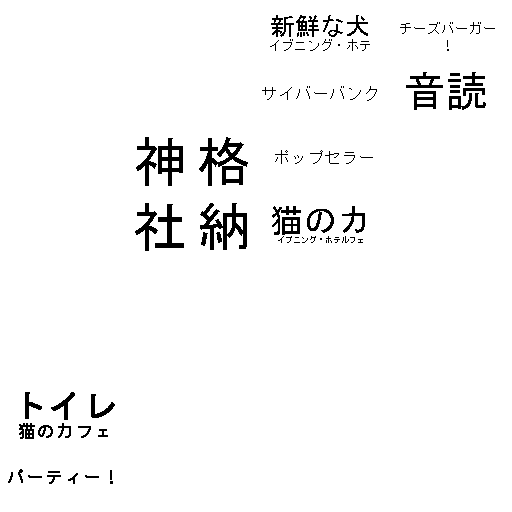 新鮮な犬
イブニング・ホテ
チーズバーガー
！
サイバーバンク
音読
神格
ポップセラー
社納
猫の力
イブニング・ホテルフェ
トイレ
猫のカフェ
パーティー！